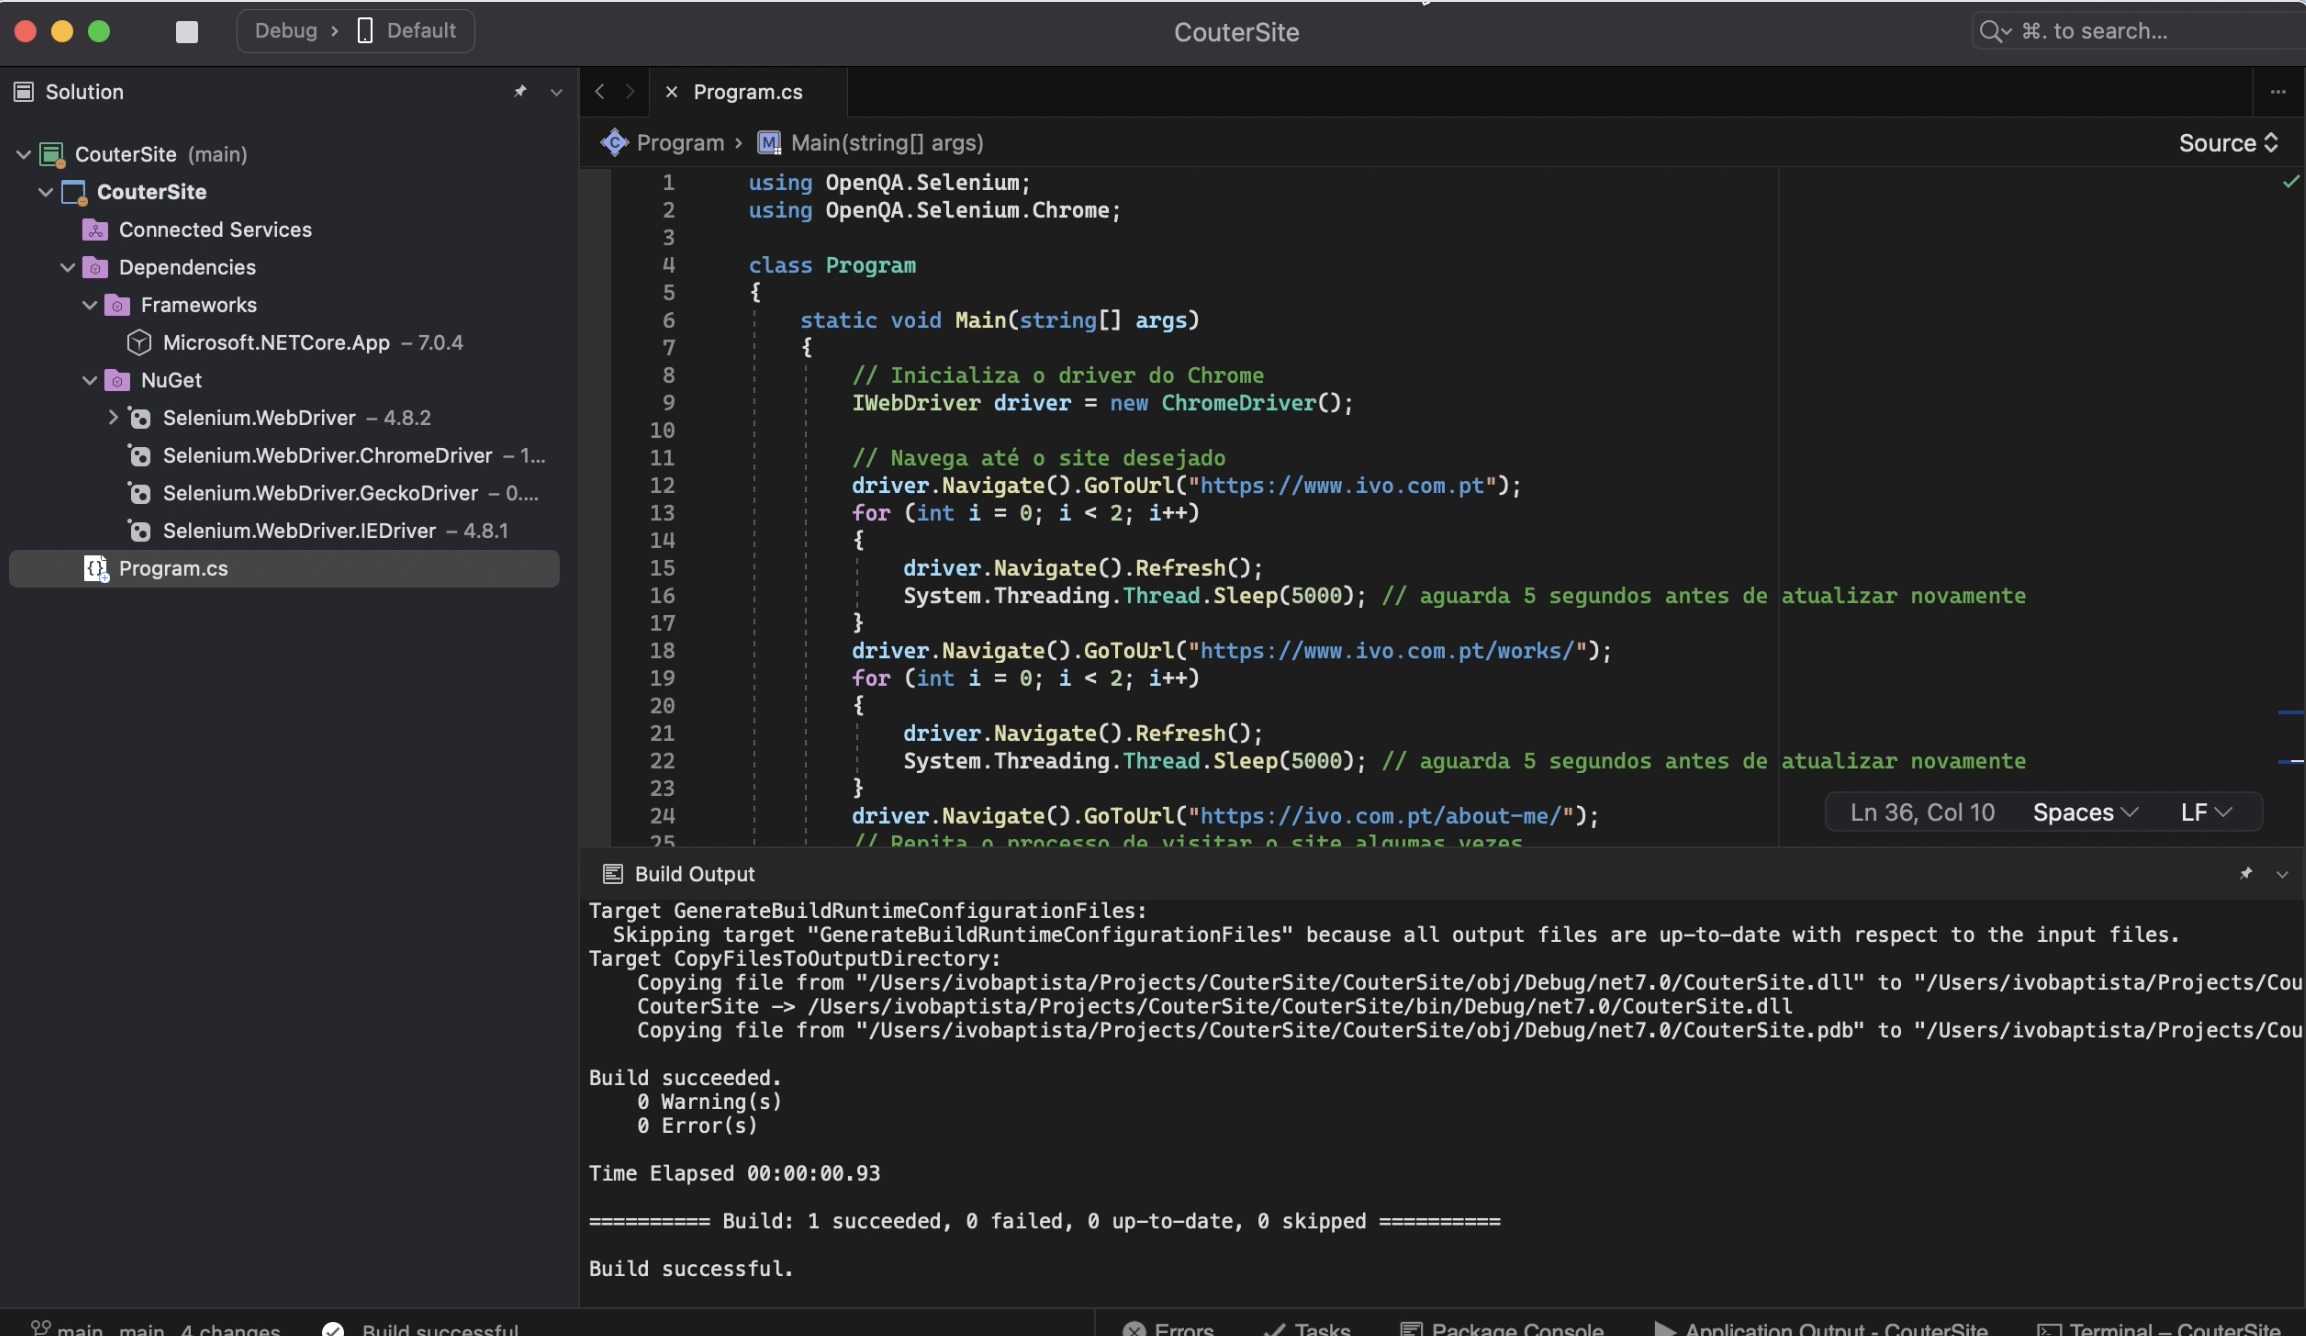 Debug › Default
CouterSite
⌘. to search...
Solution
Program.cs
CouterSite (main)
CouterSite
Connected Services
Dependencies
Frameworks
Microsoft.NETCore.App – 7.0.4
NuGet
Selenium.WebDriver – 4.8.2
Selenium.WebDriver.ChromeDriver – 1...
Selenium.WebDriver.GeckoDriver – 0....
Selenium.WebDriver.IEDriver – 4.8.1
Program.cs
Program › Main(string[] args)
Source
1 using OpenQA.Selenium;
2 using OpenQA.Selenium.Chrome;
3
4 class Program
5 {
6 static void Main(string[] args)
7 {
8 // Inicializa o driver do Chrome
9 IWebDriver driver = new ChromeDriver();
10
11 // Navega até o site desejado
12 driver.Navigate().GoToUrl("https://www.ivo.com.pt");
13 for (int i = 0; i < 2; i++)
14 {
15 driver.Navigate().Refresh();
16 System.Threading.Thread.Sleep(5000); // aguarda 5 segundos antes de atualizar novamente
17 }
18 driver.Navigate().GoToUrl("https://www.ivo.com.pt/works/");
19 for (int i = 0; i < 2; i++)
20 {
21 driver.Navigate().Refresh();
22 System.Threading.Thread.Sleep(5000); // aguarda 5 segundos antes de atualizar novamente
23 }
24 driver.Navigate().GoToUrl("https://ivo.com.pt/about-me/");
25 // Repita o processo de visitar o site algumas vezes
Ln 36, Col 10 Spaces LF
Build Output
Target GenerateBuildRuntimeConfigurationFiles:
Skipping target "GenerateBuildRuntimeConfigurationFiles" because all output files are up-to-date with respect to the input files.
Target CopyFilesToOutputDirectory:
Copying file from "/Users/ivobaptista/Projects/CouterSite/CouterSite/obj/Debug/net7.0/CouterSite.dll" to "/Users/ivobaptista/Projects/Cou
CouterSite -> /Users/ivobaptista/Projects/CouterSite/CouterSite/bin/Debug/net7.0/CouterSite.dll
Copying file from "/Users/ivobaptista/Projects/CouterSite/CouterSite/obj/Debug/net7.0/CouterSite.pdb" to "/Users/ivobaptista/Projects/Cou
Build succeeded.
0 Warning(s)
0 Error(s)
Time Elapsed 00:00:00.93
========== Build: 1 succeeded, 0 failed, 0 up-to-date, 0 skipped ==========
Build successful.
main main 4 changes Build successful Errors Tasks Package Console Application Output - CouterSite Terminal – CouterSite